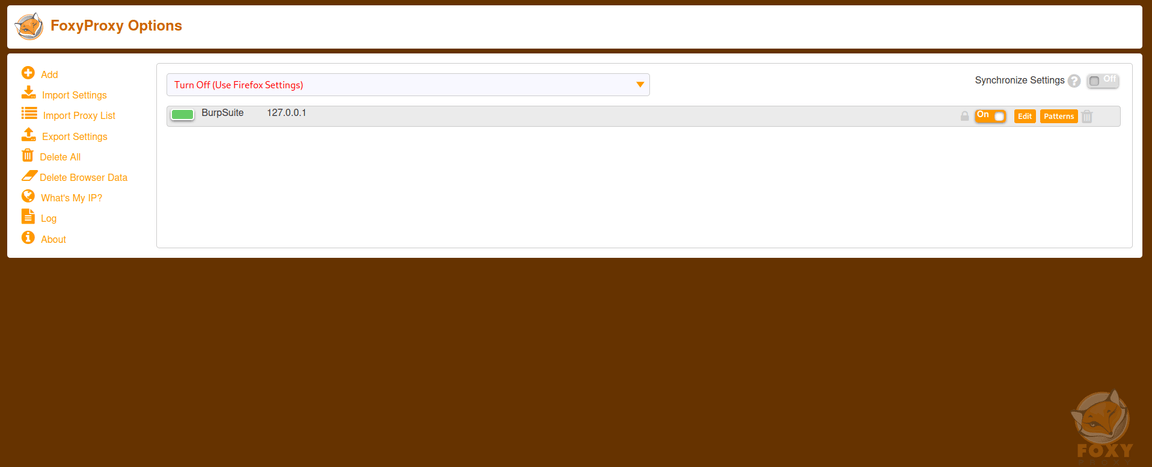 FoxyProxy Options
Add
Import Settings
Import Proxy List
Export Settings
Delete All
Delete Browser Data
What's My IP?
Log
About
Turn Off (Use Firefox Settings)
Synchronize Settings ? Off
BurpSuite 127.0.0.1 On Edit Patterns
FOXY